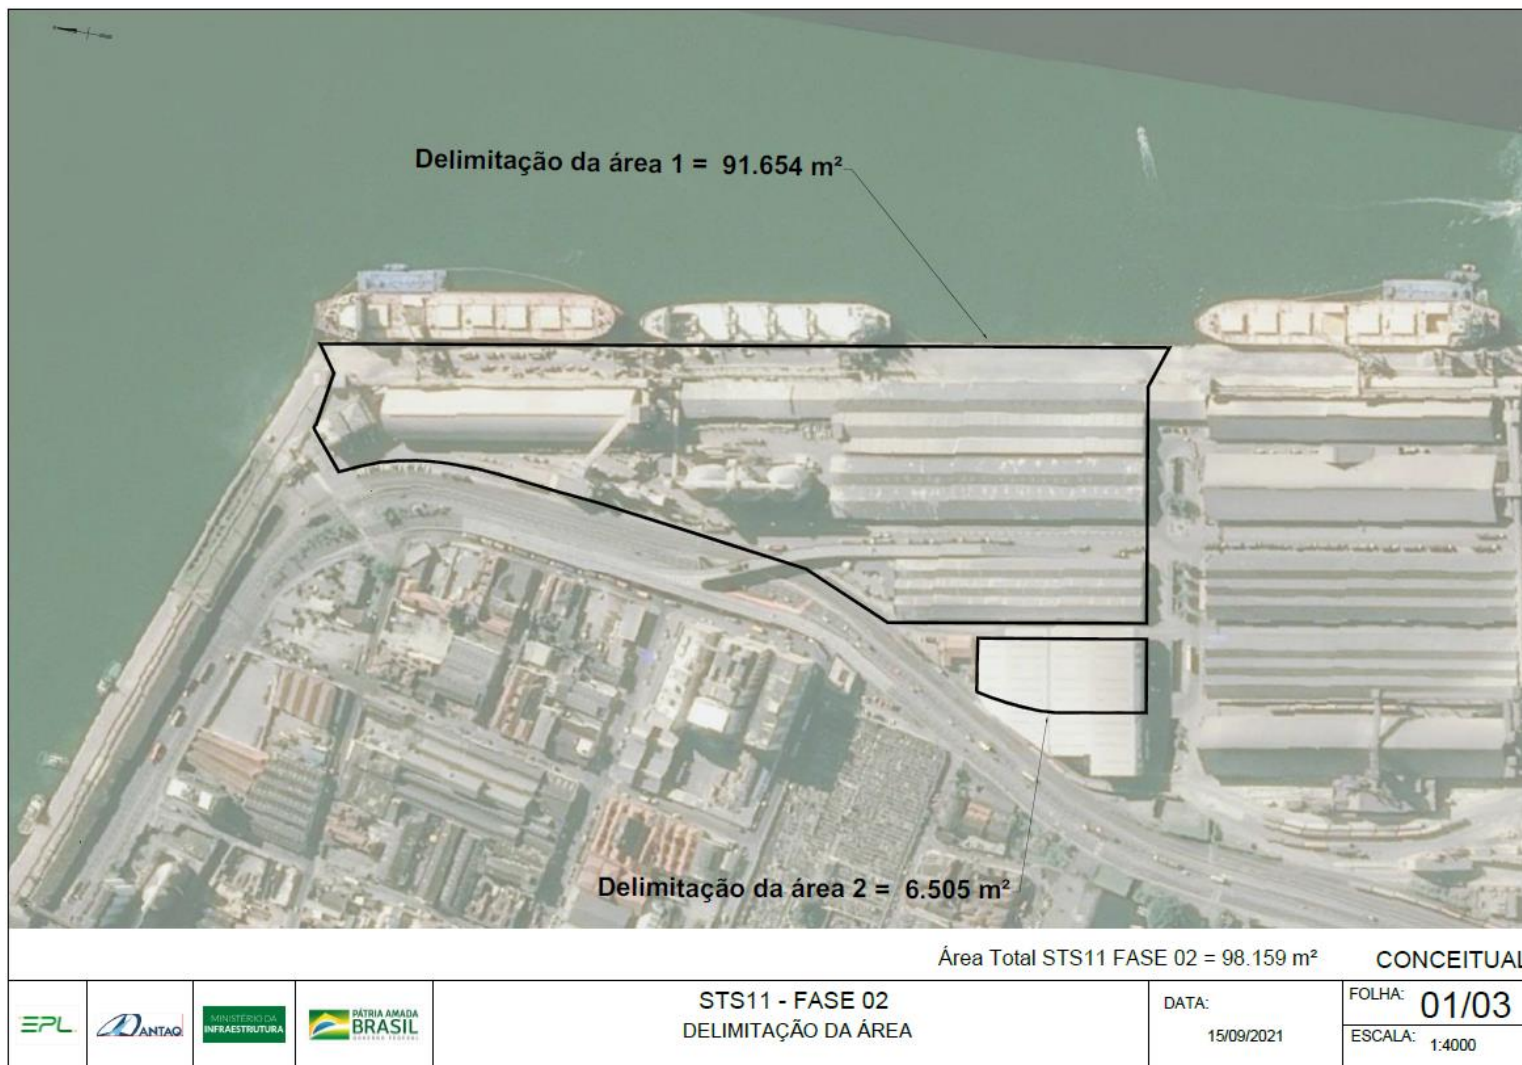 Delimitação da área 1 = 91.654 m²
Delimitação da área 2 = 6.505 m²
Área Total STS11 FASE 02 = 98.159 m²
CONCEITUAL
EPL
ANTAQ
MINISTÉRIO DA
INFRAESTRUTURA
PÁTRIA AMADA
BRASIL
GOVERNO FEDERAL
STS11 - FASE 02
DELIMITAÇÃO DA ÁREA
DATA:
15/09/2021
FOLHA: 01/03
ESCALA: 1:4000